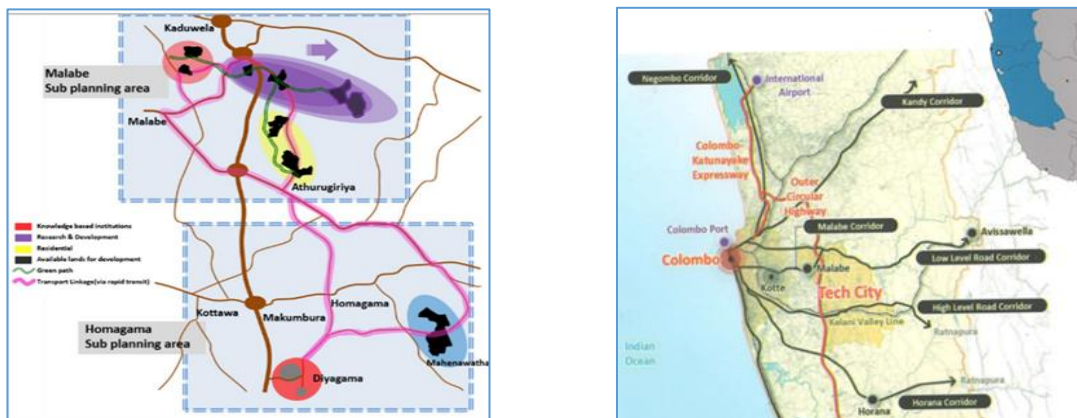 Kaduwela
Malabe
Sub planning area
Malabe
Athurugiriya
Knowledge based institutions
Research & Development
Residential
Available lands for development
Green path
Transport Linkage(via rapid transit)
Kottawa
Makumbura
Homagama
Homagama
Sub planning area
Mahenawatha
Diyagama
Negombo Corridor
International
Airport
Kandy Corridor
Colombo-
Katunayake
Expressway
Outer
Circular
Highway
Colombo Port
Malabe Corridor
Avissawella
Colombo
Malabe
Low Level Road Corridor
Kotte
Tech City
High Level Road Corridor
Kelani Valley Line
Ratnapura
Indian
Ocean
Ratnapura
Horana
Horana Corridor